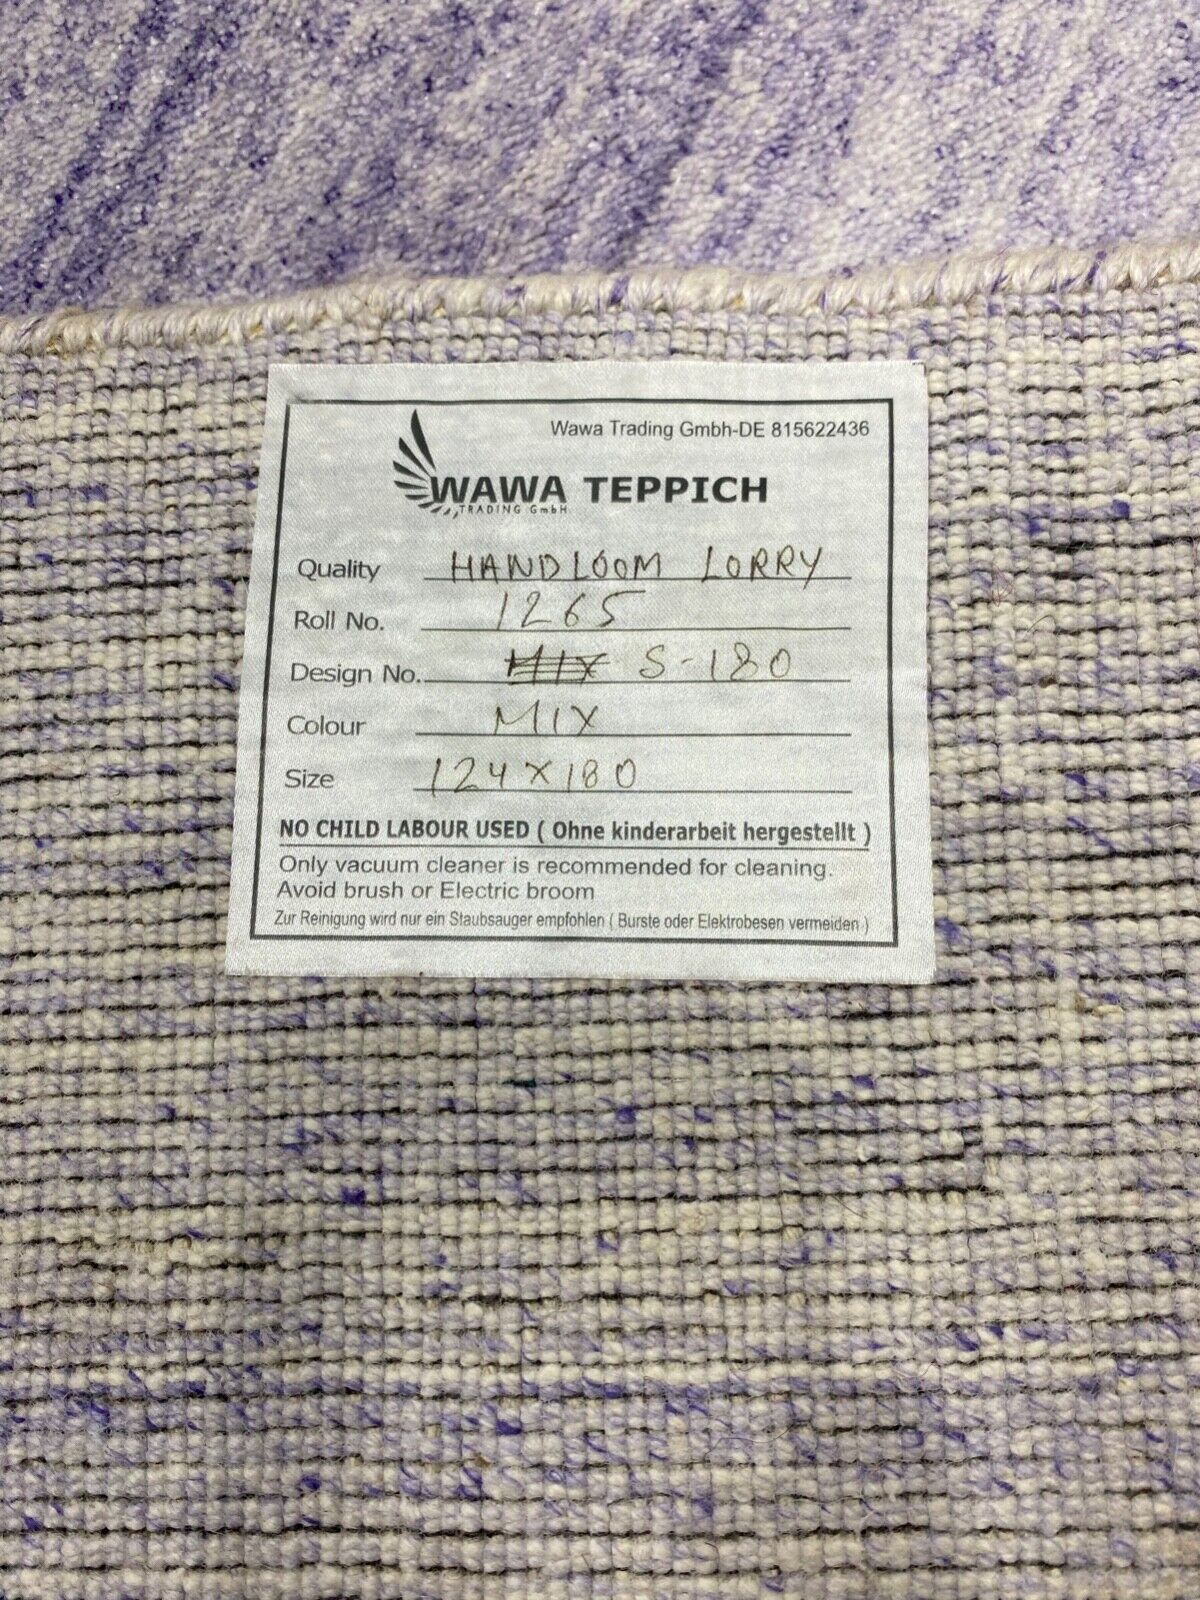 Wawa Trading Gmbh-DE 815622436
WAWA TEPPICH
TRADING GmbH
Quality HANDLOOM LORRY
Roll No. 1265
Design No. MIX S-180
Colour MIX
Size 124X180
NO CHILD LABOUR USED ( Ohne kinderarbeit hergestellt )
Only vacuum cleaner is recommended for cleaning.
Avoid brush or Electric broom
Zur Reinigung wird nur ein Staubsauger empfohlen ( Burste oder Elektrobesen vermeiden )